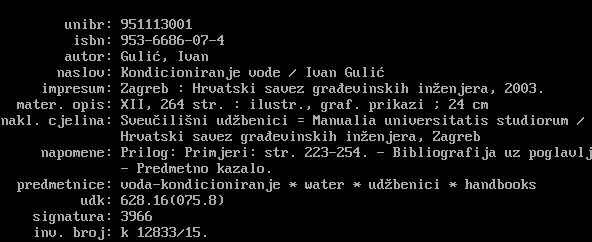 unibr: 951113001
isbn: 953-6686-07-4
autor: Gulić, Ivan
naslov: Kondicioniranje vode / Ivan Gulić
impresum: Zagreb : Hrvatski savez građevinskih inženjera, 2003.
mater. opis: XII, 264 str. : ilustr., graf. prikazi ; 24 cm
nakl. cjelina: Sveučilišni udžbenici = Manualia universitatis studiorum /
Hrvatski savez građevinskih inženjera, Zagreb
napomene: Prilog: Primjeri: str. 223-254. - Bibliografija uz poglavlj
- Predmetno kazalo.
predmetnice: voda-kondicioniranje * water * udžbenici * handbooks
udk: 628.16(075.8)
signatura: 3966
inv. broj: k 12833/15.